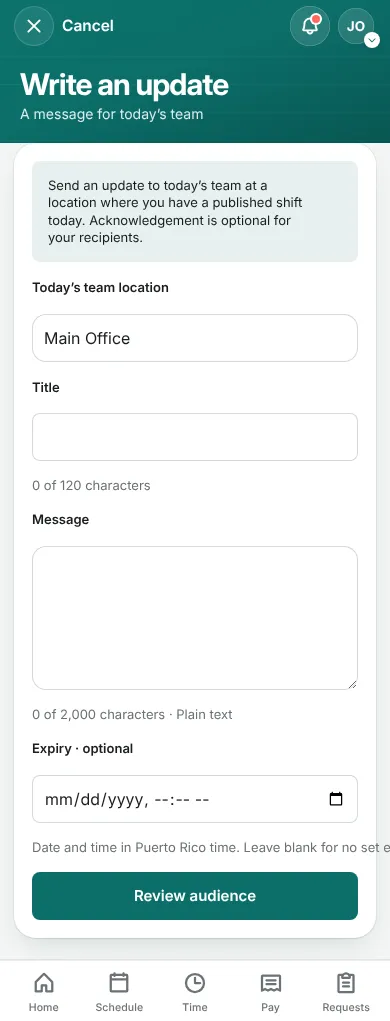 Cancel
JO
Write an update
A message for today’s team
Send an update to today’s team at a
location where you have a published shift
today. Acknowledgement is optional for
your recipients.
Today’s team location
Main Office
Title
0 of 120 characters
Message
0 of 2,000 characters · Plain text
Expiry · optional
mm/dd/yyyy, --:-- --
Date and time in Puerto Rico time. Leave blank for no set
Review audience
Home
Schedule
Time
Pay
Requests